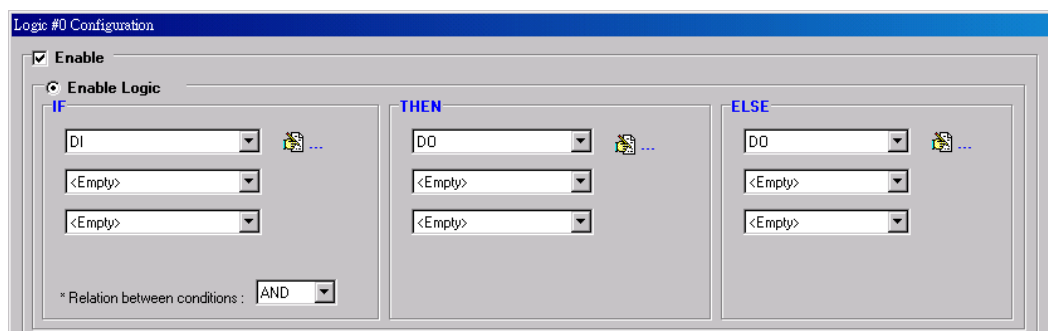 Logic #0 Configuration
Enable
Enable Logic
IF
DI
...
<Empty>
<Empty>
* Relation between conditions : AND
THEN
DO
...
<Empty>
<Empty>
ELSE
DO
...
<Empty>
<Empty>